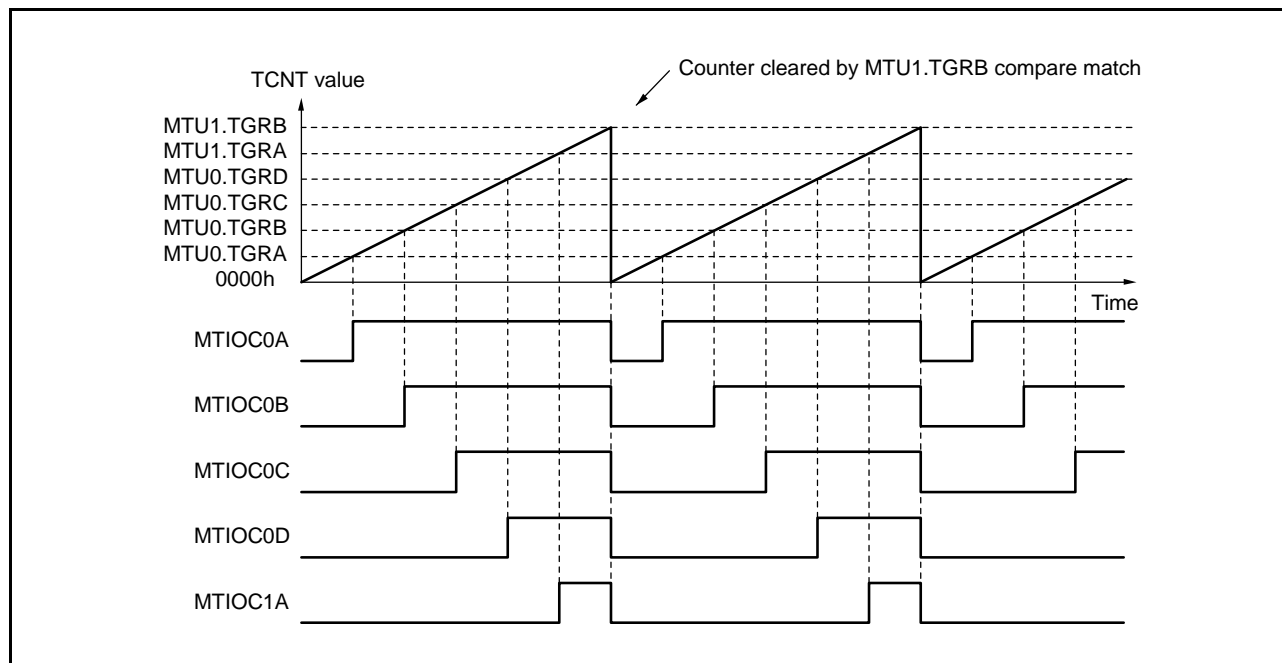 Counter cleared by MTU1.TGRB compare match
TCNT value
MTU1.TGRB
MTU1.TGRA
MTU0.TGRD
MTU0.TGRC
MTU0.TGRB
MTU0.TGRA
0000h
Time
MTIOC0A
MTIOC0B
MTIOC0C
MTIOC0D
MTIOC1A